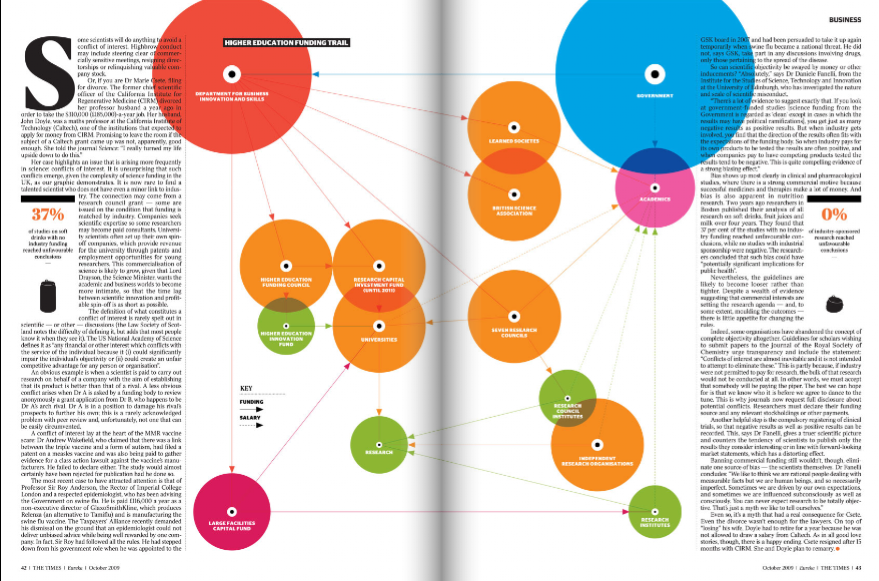 BUSINESS
HIGHER EDUCATION FUNDING TRAIL
Some scientists will do anything to avoid a
conflict of interest. Highbrow conduct
may include steering clear of commer-
cially sensitive meetings, resigning direc-
torships or relinquishing valuable com-
pany stock.
Or, if you are Dr Marie Csete, filing
for divorce. The former chief scientific
officer of the California Institute for
Regenerative Medicine (CIRM) divorced
her professor husband a year ago in
order to take the $310,000 (£185,000)-a-year job. Her husband,
John Doyle, was a maths professor at the California Institute of
Technology (Caltech), one of the institutions that expected to
apply for money from CIRM. Promising to leave the room if the
subject of a Caltech grant came up was not, apparently, good
enough. She told the journal Science: "I really turned my life
upside down to do this."
Her case highlights an issue that is arising more frequently
in science: conflicts of interest. It is unsurprising that such
conflicts emerge, given the complexity of science funding in the
UK, as our graphic demonstrates. It is now rare to find a
talented scientist who does not have even a minor link to indus-
try. The connection may come from a
research council grant — some are
issued on the condition that funding is
matched by industry. Companies seek
scientific expertise so some researchers
may become paid consultants. Universi-
ty scientists often set up their own spin-
off companies, which provide revenue
for the university through patents and
employment opportunities for young
researchers. This commercialisation of
science is likely to grow, given that Lord
Drayson, the Science Minister, wants the
academic and business worlds to become
more intimate, so that the time lag
between scientific innovation and profit-
able spin-off is as short as possible.
The definition of what constitutes a
conflict of interest is rarely spelt out in
scientific — or other — discussions (the Law Society of Scot-
land notes the difficulty of defining it, but adds that most people
know it when they see it). The US National Academy of Science
defines it as "any financial or other interest which conflicts with
the service of the individual because it (i) could significantly
impair the individual's objectivity or (ii) could create an unfair
competitive advantage for any person or organisation".
An obvious example is when a scientist is paid to carry out
research on behalf of a company with the aim of establishing
that its product is better than that of a rival. A less obvious
conflict arises when Dr A is asked by a funding body to review
anonymously a grant application from Dr B, who happens to be
Dr A's arch rival. Dr A is in a position to damage his rival's
prospects to further his own; this is a rarely acknowledged
problem with peer review and, unfortunately, not one that can
be easily circumvented.
A conflict of interest lay at the heart of the MMR vaccine
scare: Dr Andrew Wakefield, who claimed that there was a link
between the triple vaccine and a form of autism, had filed a
patent on a measles vaccine and was also being paid to gather
evidence for a class action lawsuit against the vaccine's manu-
facturers. He failed to declare either. The study would almost
certainly have been rejected for publication had he done so.
The most recent case to have attracted attention is that of
Professor Sir Roy Anderson, the Rector of Imperial College
London and a respected epidemiologist, who has been advising
the Government on swine flu. He is paid £116,000 a year as a
non-executive director of GlaxoSmithKline, which produces
Relenza (an alternative to Tamiflu) and is manufacturing the
swine flu vaccine. The Taxpayers' Alliance recently demanded
his dismissal on the ground that an epidemiologist could not
deliver unbiased advice while being well rewarded by one com-
pany. In fact, Sir Roy had followed all the rules. He had stepped
down from his government role when he was appointed to the
37%
of studies on soft
drinks with no
industry funding
reached unfavourable
conclusions
DEPARTMENT FOR BUSINESS
INNOVATION AND SKILLS
GOVERNMENT
LEARNED SOCIETIES
BRITISH SCIENCE
ASSOCIATION
ACADEMICS
HIGHER EDUCATION
FUNDING COUNCIL
RESEARCH CAPITAL
INVESTMENT FUND
(UNTIL 2011)
HIGHER EDUCATION
INNOVATION
FUND
UNIVERSITIES
SEVEN RESEARCH
COUNCILS
KEY
FUNDING
SALARY
RESEARCH
COUNCIL
INSTITUTES
RESEARCH
INDEPENDENT
RESEARCH ORGANISATIONS
LARGE FACILITIES
CAPITAL FUND
RESEARCH
INSTITUTES
GSK board in 2007 and had been persuaded to take it up again
temporarily when swine flu became a national threat. He did
not, says GSK, take part in any discussions involving drugs,
only those pertaining to the spread of the disease.
So can scientific objectivity be swayed by money or other
inducements? "Absolutely," says Dr Daniele Fanelli, from the
Institute for the Studies of Science, Technology and Innovation
at the University of Edinburgh, who has investigated the nature
and scale of scientific misconduct.
"There's a lot of evidence to suggest exactly that. If you look
at government-funded studies [science funding from the
Government is regarded as 'clean' except in cases in which the
results may have political ramifications], you get just as many
negative results as positive results. But when industry gets
involved, you find that the direction of the results often fits with
the expectations of the funding body. So when industry pays for
its own products to be tested the results are often positive, and
when companies pay to have competing products tested the
results tend to be negative. This is quite compelling evidence of
a strong biasing effect."
Bias shows up most clearly in clinical and pharmacological
studies, where there is a strong commercial motive because
successful medicines and therapies make a lot of money. And
bias is also apparent in nutrition
research. Two years ago researchers in
Boston published their analysis of all
research on soft drinks, fruit juices and
milk over four years. They found that
37 per cent of the studies with no indus-
try funding reached unfavourable con-
clusions, while no studies with industrial
sponsorship were negative. The research-
ers concluded that such bias could have
"potentially significant implications for
public health".
Nevertheless, the guidelines are
likely to become looser rather than
tighter. Despite a wealth of evidence
suggesting that commercial interests are
setting the research agenda — and, to
some extent, moulding the outcomes —
there is little appetite for changing the
rules.
Indeed, some organisations have abandoned the concept of
complete objectivity altogether. Guidelines for scholars wishing
to submit papers to the Journal of the Royal Society of
Chemistry urge transparency and include the statement:
"Conflicts of interest are almost inevitable and it is not intended
to attempt to eliminate these." This is partly because, if industry
were not permitted to pay for research, the bulk of that research
would not be conducted at all. In other words, we must accept
that somebody will be paying the piper. The best we can hope
for is that we know who it is before we agree to dance to the
tune. This is why journals now request full disclosure about
potential conflicts. Researchers must declare their funding
source and any relevant stockholdings or other payments.
Another helpful step is the compulsory registering of clinical
trials, so that negative results as well as positive results can be
recorded. This, says Dr Fanelli, gives a truer scientific picture
and counters the tendency of scientists to publish only the
results they consider interesting or in line with forward-looking
market statements, which has a distorting effect.
Banning commercial funding still wouldn't, though, elimi-
nate one source of bias — the scientists themselves. Dr Fanelli
concludes: "We like to think we are rational people dealing with
measurable facts but we are human beings, and so necessarily
imperfect. Sometimes we are driven by our own expectations,
and sometimes we are influenced subconsciously as well as
consciously. You can never expect research to be totally objec-
tive. That's just a myth we like to tell ourselves."
Even so, it's a myth that had a real consequence for Csete.
Even the divorce wasn't enough for the lawyers. On top of
"losing" his wife, Doyle had to retire for a year because he was
not allowed to draw a salary from Caltech. As in all good love
stories, though, there is a happy ending. Csete resigned after 15
months with CIRM. She and Doyle plan to remarry.
0%
of industry-sponsored
research reached
unfavourable
conclusions
42 | THE TIMES | Eureka | October 2009
October 2009 | Eureka | THE TIMES | 43